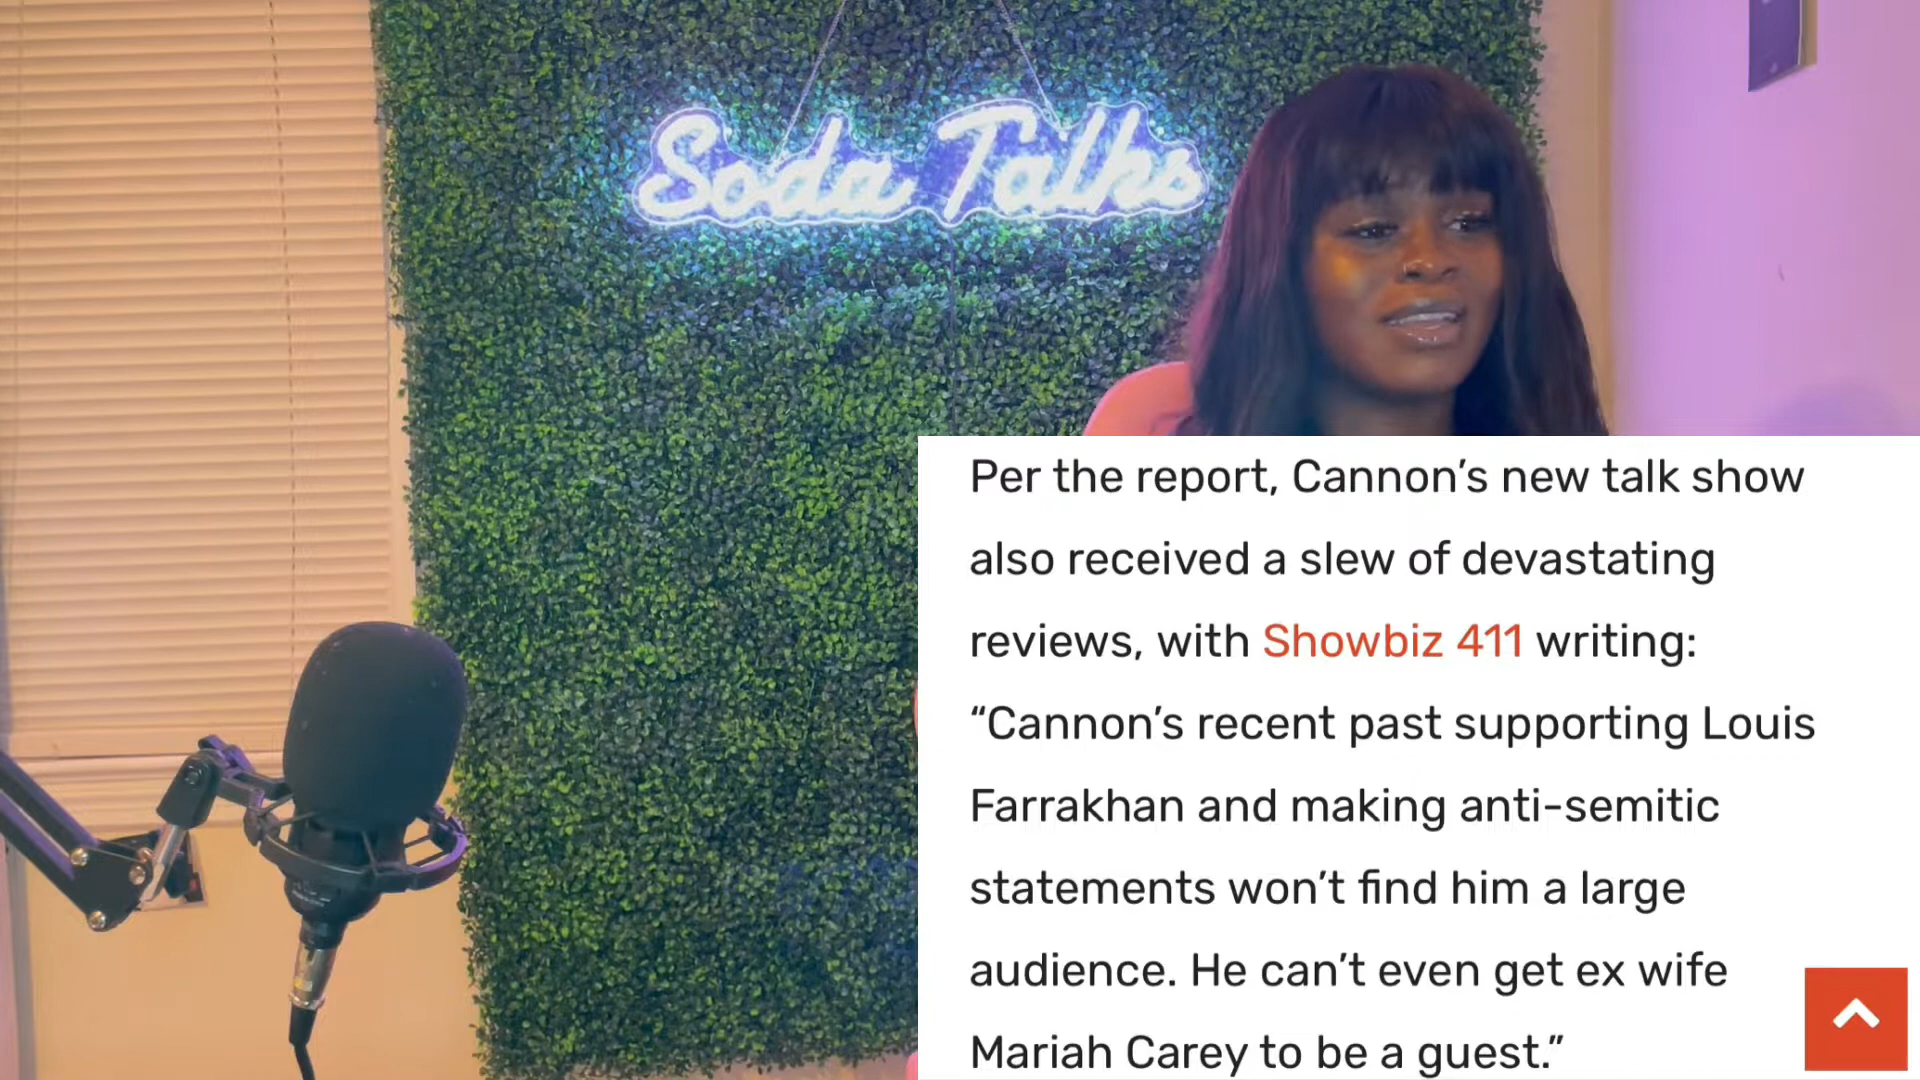 Soda Talks
Per the report, Cannon’s new talk show
also received a slew of devastating
reviews, with Showbiz 411 writing:
“Cannon’s recent past supporting Louis
Farrakhan and making anti-semitic
statements won’t find him a large
audience. He can’t even get ex wife
Mariah Carey to be a guest.”